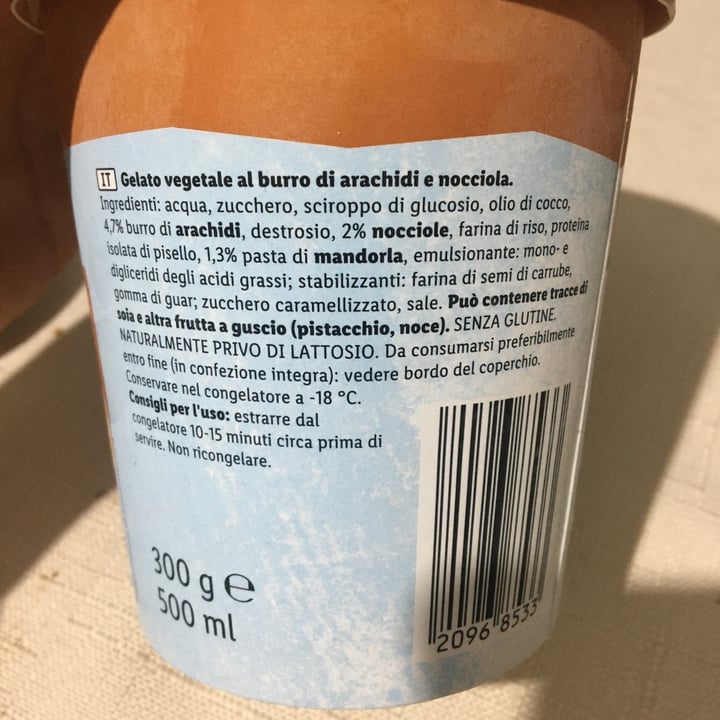 IT Gelato vegetale al burro di arachidi e nocciola.
Ingredienti: acqua, zucchero, sciroppo di glucosio, olio di cocco,
4,7% burro di arachidi, destrosio, 2% nocciole, farina di riso, proteina
isolata di pisello, 1,3% pasta di mandorla, emulsionante: mono- e
digliceridi degli acidi grassi; stabilizzanti: farina di semi di carrube,
gomma di guar; zucchero caramellizzato, sale. Può contenere tracce di
soia e altra frutta a guscio (pistacchio, noce). SENZA GLUTINE.
NATURALMENTE PRIVO DI LATTOSIO. Da consumarsi preferibilmente
entro fine (in confezione integra): vedere bordo del coperchio.
Conservare nel congelatore a -18 °C.
Consigli per l'uso: estrarre dal
congelatore 10-15 minuti circa prima di
servire. Non ricongelare.
300 g e
500 ml
2096 8533